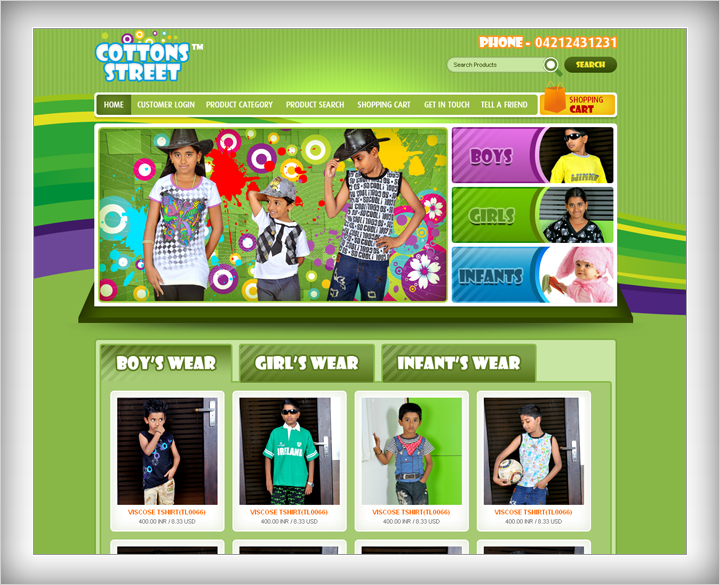 COTTONS
STREET™
PHONE - 04212431231
Search Products
SEARCH
HOME
CUSTOMER LOGIN
PRODUCT CATEGORY
PRODUCT SEARCH
SHOPPING CART
GET IN TOUCH
TELL A FRIEND
SHOPPING
CART
BOYS
GIRLS
INFANTS
BOY'S WEAR
GIRL'S WEAR
INFANT'S WEAR
IRELAND
VISCOSE TSHIRT(TL0066)
400.00 INR / 8.33 USD
VISCOSE TSHIRT(TL0066)
400.00 INR / 8.33 USD
VISCOSE TSHIRT(TL0066)
400.00 INR / 8.33 USD
VISCOSE TSHIRT(TL0066)
400.00 INR / 8.33 USD